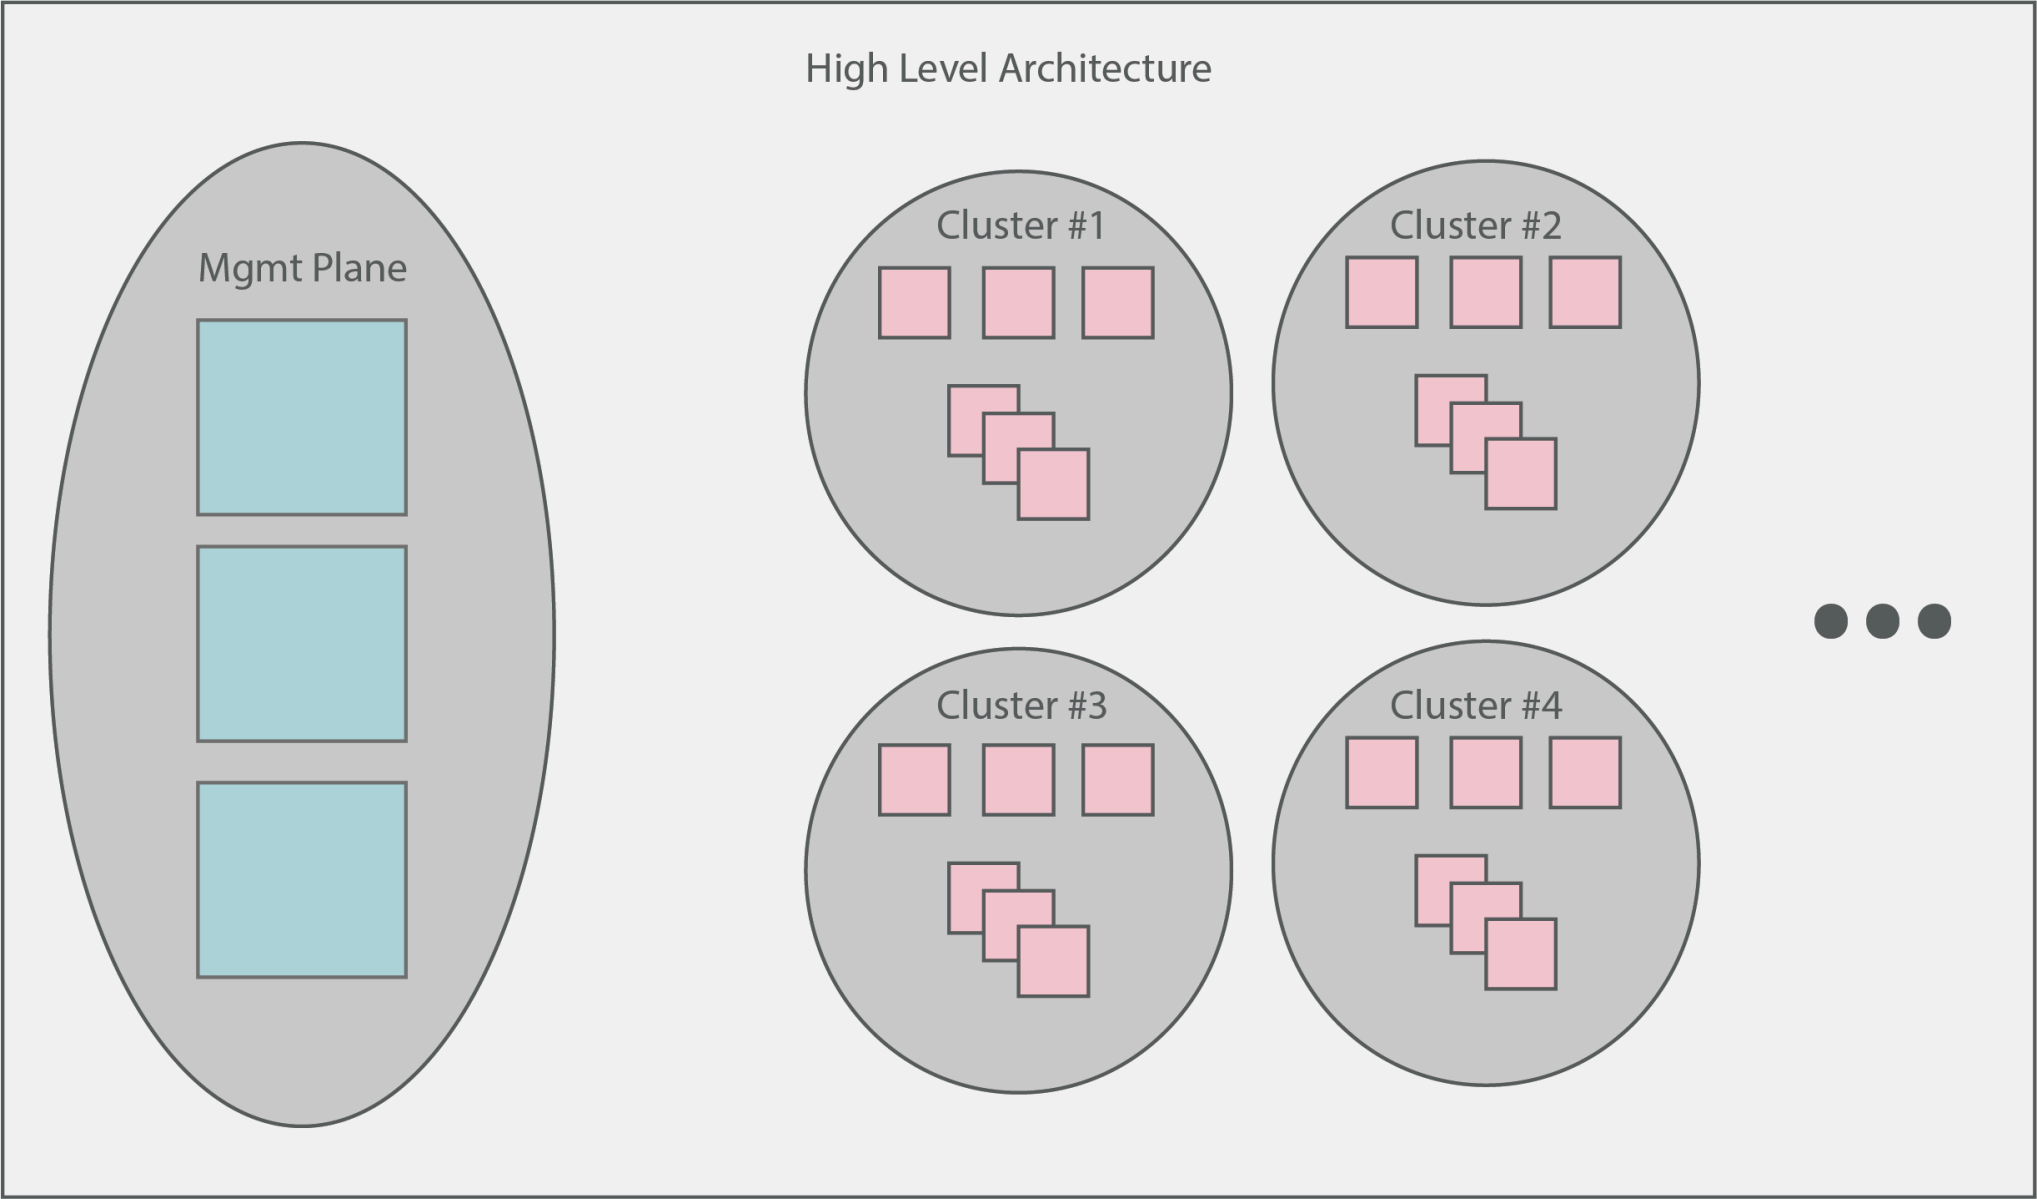 High Level Architecture
Mgmt Plane
Cluster #1
Cluster #2
Cluster #3
Cluster #4